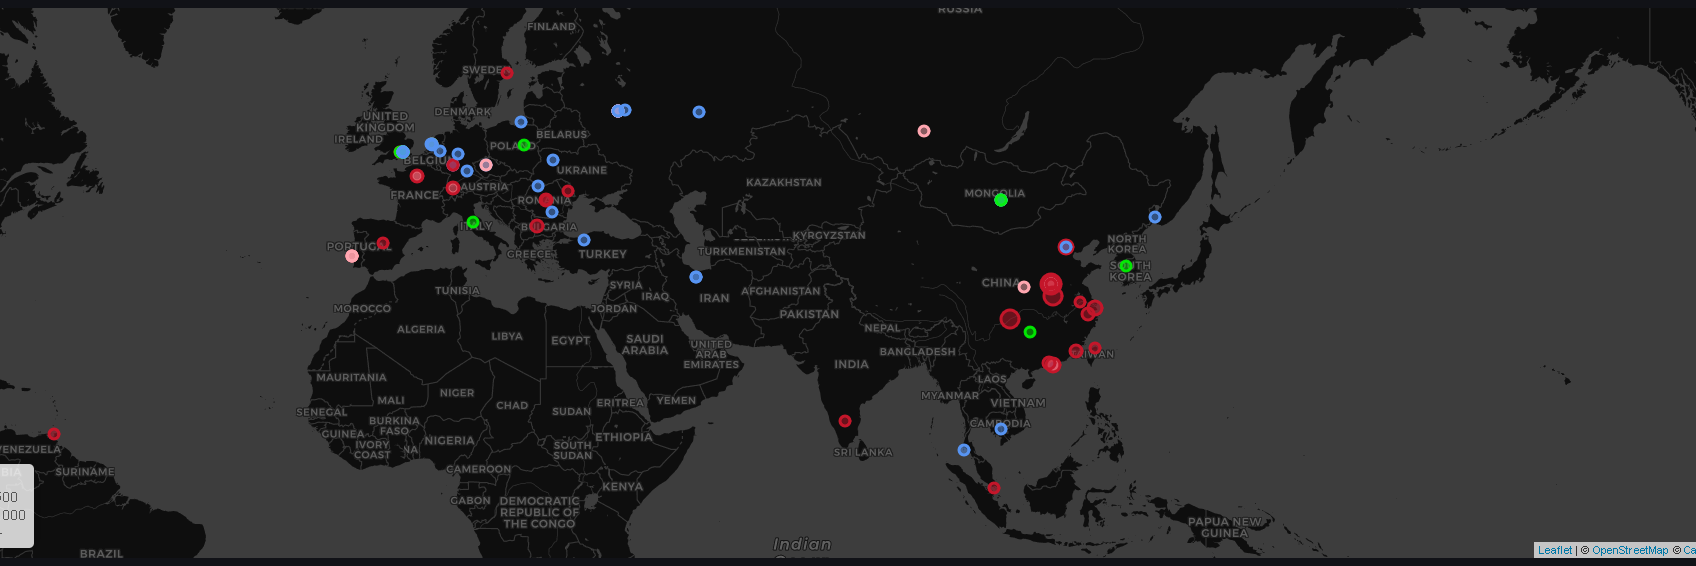 RUSSIA
FINLAND
SWEDEN
UNITED
KINGDOM
DENMARK
IRELAND
BELARUS
POLAND
BELGIUM
UKRAINE
KAZAKHSTAN
MONGOLIA
FRANCE
AUSTRIA
ROMANIA
ITALY
BULGARIA
KYRGYZSTAN
NORTH
KOREA
PORTUGAL
GREECE
TURKEY
TURKMENISTAN
SOUTH
KOREA
TUNISIA
SYRIA
IRAQ
IRAN
AFGHANISTAN
CHINA
MOROCCO
JORDAN
PAKISTAN
ALGERIA
LIBYA
EGYPT
SAUDI
ARABIA
UNITED
ARAB
EMIRATES
NEPAL
BANGLADESH
INDIA
TAIWAN
MAURITANIA
LAOS
MALI
NIGER
CHAD
SUDAN
ERITREA
YEMEN
MYANMAR
VIETNAM
SENEGAL
BURKINA
FASO
CAMBODIA
GUINEA
IVORY
COAST
NA
NIGERIA
SOUTH
SUDAN
ETHIOPIA
SRI LANKA
VENEZUELA
SURINAME
CAMEROON
GABON
DEMOCRATIC
REPUBLIC OF
THE CONGO
KENYA
PAPUA NEW
GUINEA
500
000
BRAZIL
Indian
Leaflet | © OpenStreetMap © Ca